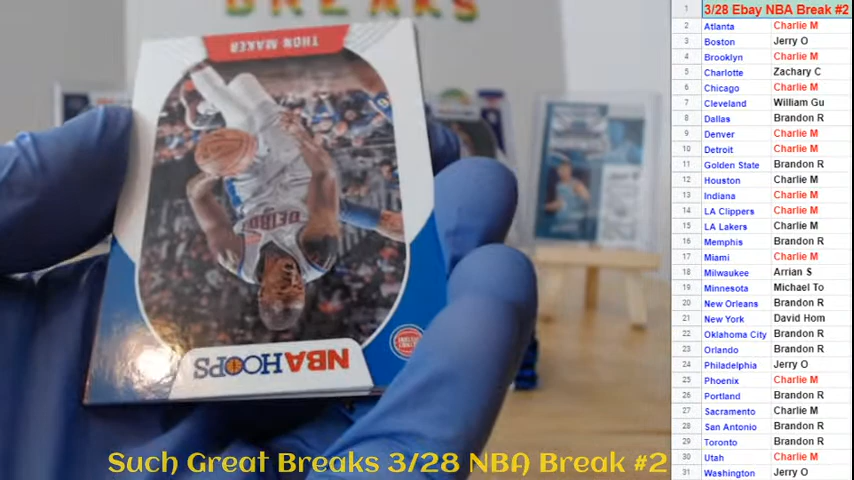 BREAKS
THON MAKER
DETROIT
NBA HOOPS
Such Great Breaks 3/28 NBA Break #2
1 3/28 Ebay NBA Break #2
2 Atlanta Charlie M
3 Boston Jerry O
4 Brooklyn Charlie M
5 Charlotte Zachary C
6 Chicago Charlie M
7 Cleveland William Gu
8 Dallas Brandon R
9 Denver Charlie M
10 Detroit Charlie M
11 Golden State Brandon R
12 Houston Charlie M
13 Indiana Charlie M
14 LA Clippers Charlie M
15 LA Lakers Charlie M
16 Memphis Brandon R
17 Miami Charlie M
18 Milwaukee Arrian S
19 Minnesota Michael To
20 New Orleans Brandon R
21 New York David Hom
22 Oklahoma City Brandon R
23 Orlando Brandon R
24 Philadelphia Jerry O
25 Phoenix Charlie M
26 Portland Brandon R
27 Sacramento Charlie M
28 San Antonio Brandon R
29 Toronto Brandon R
30 Utah Charlie M
31 Washington Jerry O